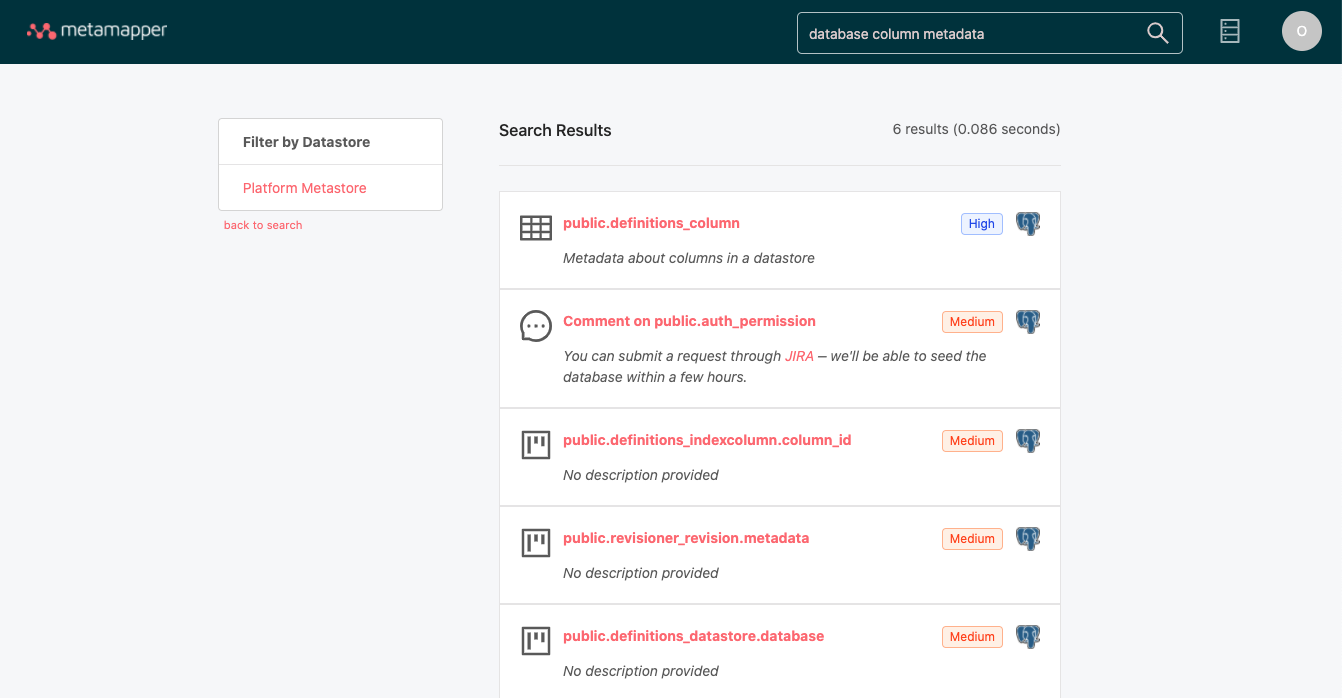 metamapper
database column metadata
O
Filter by Datastore
Platform Metastore
back to search
Search Results
6 results (0.086 seconds)
public.definitions_column
High
Metadata about columns in a datastore
Comment on public.auth_permission
Medium
You can submit a request through JIRA – we'll be able to seed the
database within a few hours.
public.definitions_indexcolumn.column_id
Medium
No description provided
public.revisioner_revision.metadata
Medium
No description provided
public.definitions_datastore.database
Medium
No description provided